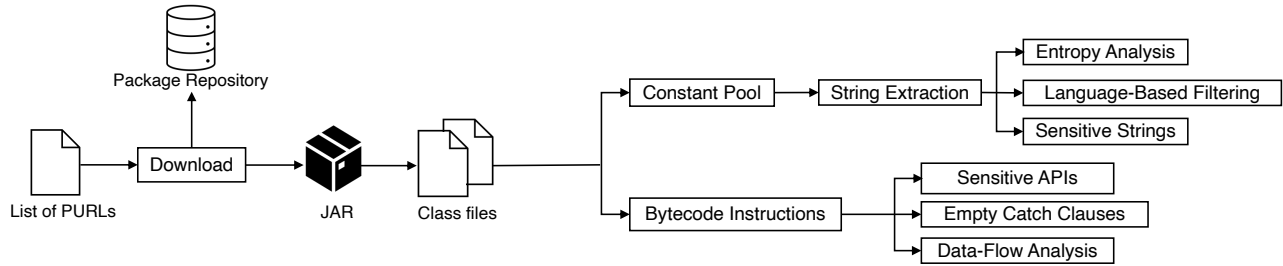 Package Repository
List of PURLs
Download
JAR
Class files
Constant Pool
String Extraction
Entropy Analysis
Language-Based Filtering
Sensitive Strings
Bytecode Instructions
Sensitive APIs
Empty Catch Clauses
Data-Flow Analysis